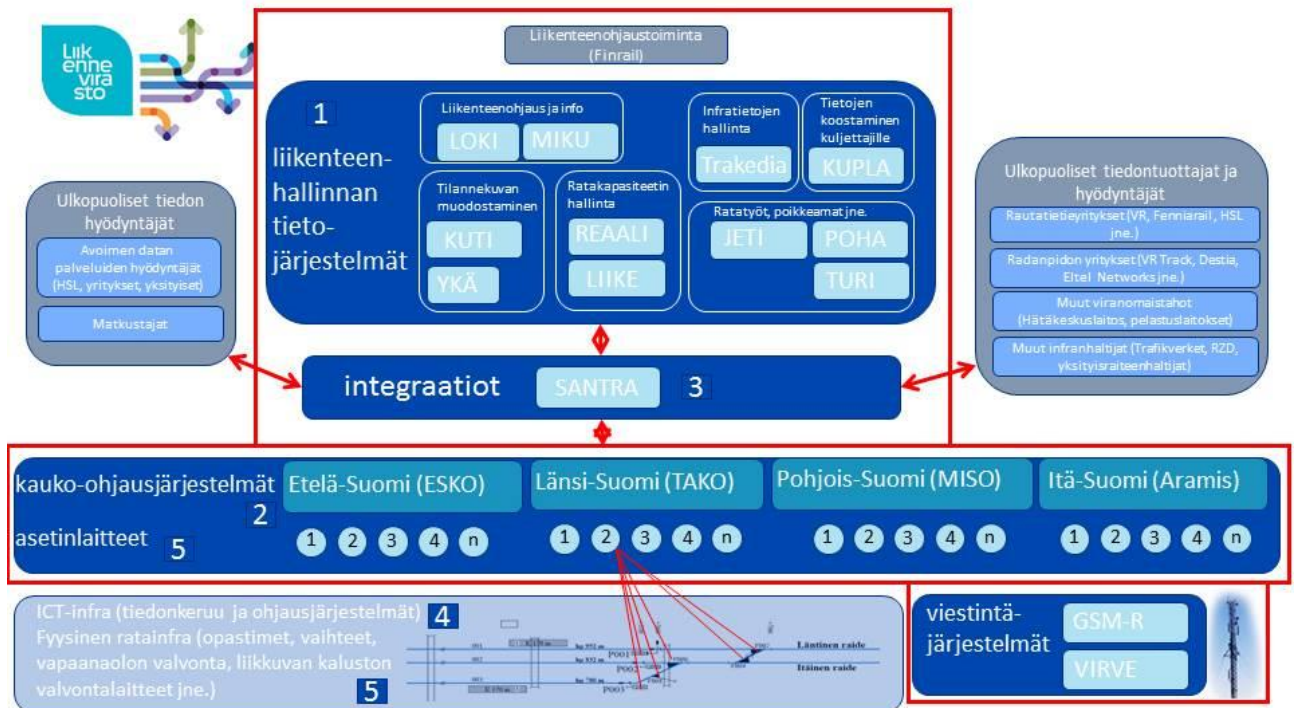 Liik
enne
vira
sto
Liikenteenohjaustoiminta
(Finrail)
1
liikenteen-
hallinnan
tieto-
järjestelmät
Liikenteenohjaus ja info
LOKI
MIKU
Infratietojen
hallinta
Trakedia
Tietojen
koostaminen
kuljettajille
KUPLA
Tilannekuvan
muodostaminen
KUTI
YKÄ
Ratakapasiteetin
hallinta
REAALI
LIIKE
Ratatyöt, poikkeamat jne.
JETI
POHA
TURI
Ulkopuoliset tiedon
hyödyntäjät
Avoimen datan
palveluiden hyödyntäjät
(HSL, yritykset, yksityiset)
Matkustajat
Ulkopuoliset tiedontuottajat ja
hyödyntäjät
Rautatieyritykset (VR, Fenniarail, HSL
jne.)
Radanpidon yritykset (VR Track, Destia,
Eltel Networks jne.)
Muut viranomaistahot
(Hätäkeskuslaitos, pelastuslaitokset)
Muut infranhaltijat (Trafikverket, RZD,
yksityisraiteenhaltijat)
integraatiot
SANTRA
3
kauko-ohjausjärjestelmät
2
Etelä-Suomi (ESKO)
Länsi-Suomi (TAKO)
Pohjois-Suomi (MISO)
Itä-Suomi (Aramis)
asetinlaitteet
5
1 2 3 4 n
1 2 3 4 n
1 2 3 4 n
1 2 3 4 n
ICT-infra (tiedonkeruu ja ohjausjärjestelmät)
4
Fyysinen ratainfra (opastimet, vaihteet,
vapaanaolon valvonta, liikkuvan kaluston
valvontalaitteet jne.)
5
P001
P002
P003
Läntinen raide
Itäinen raide
viestintä-
järjestelmät
GSM-R
VIRVE